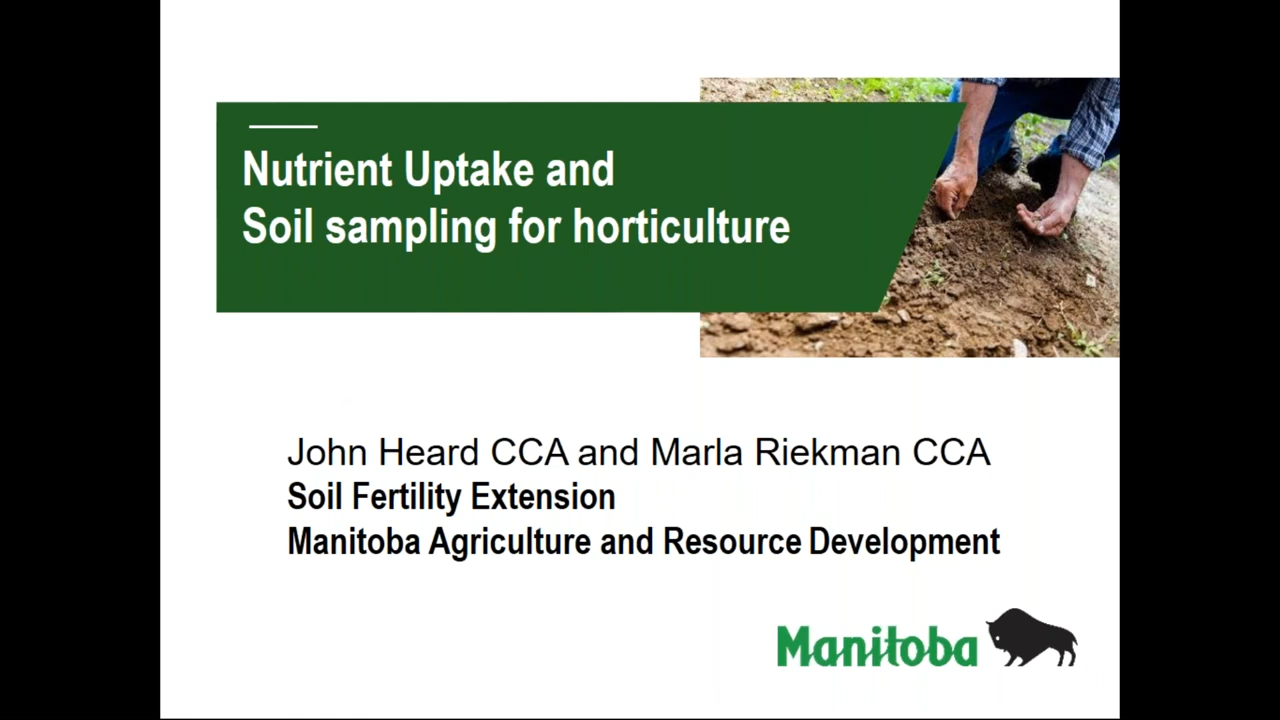 Nutrient Uptake and
Soil sampling for horticulture
John Heard CCA and Marla Riekman CCA
Soil Fertility Extension
Manitoba Agriculture and Resource Development
Manitoba